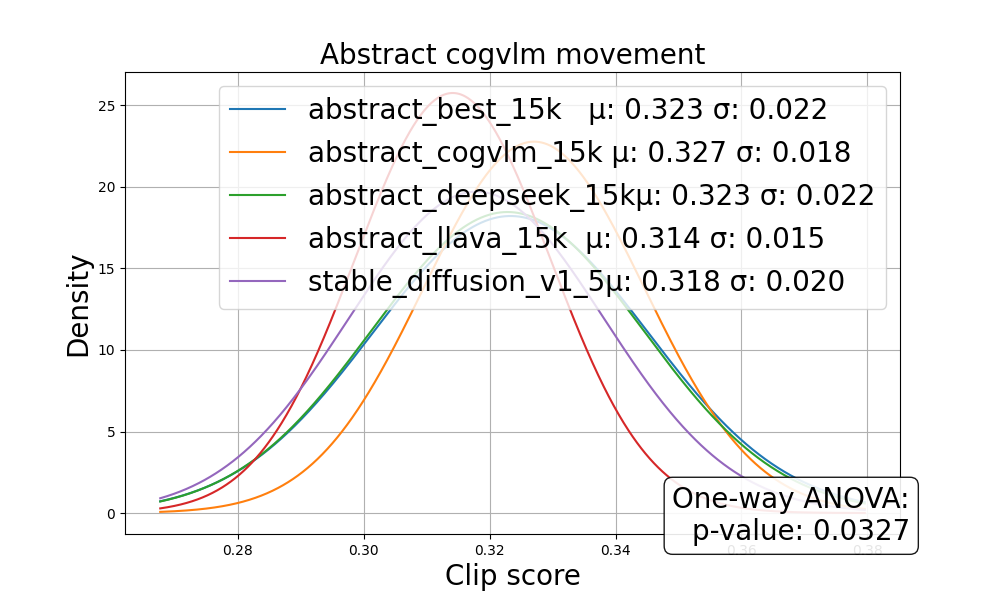 Abstract cogvlm movement
abstract_best_15k μ: 0.323 σ: 0.022
abstract_cogvlm_15k μ: 0.327 σ: 0.018
abstract_deepseek_15kμ: 0.323 σ: 0.022
abstract_llava_15k μ: 0.314 σ: 0.015
stable_diffusion_v1_5μ: 0.318 σ: 0.020
Density
25
20
15
10
5
0
One-way ANOVA:
p-value: 0.0327
0.28 0.30 0.32 0.34 0.36 0.38
Clip score